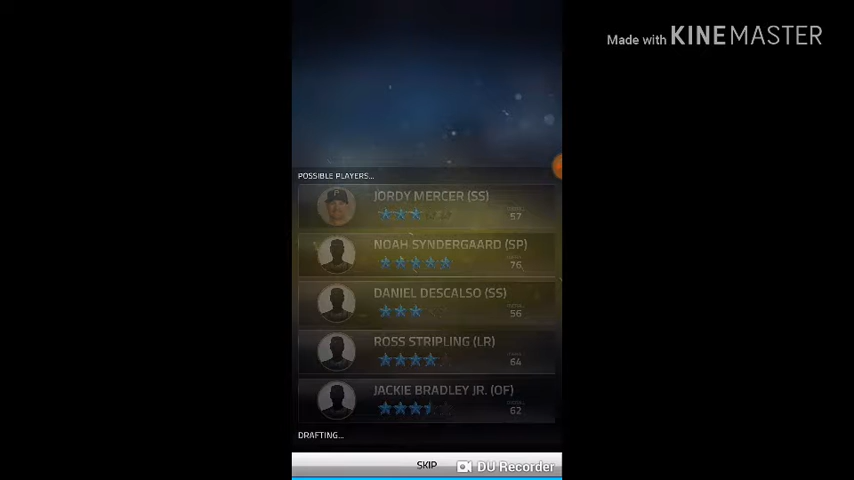 Made with KINEMASTER
POSSIBLE PLAYERS...
JORDY MERCER (SS)
57
NOAH SYNDERGAARD (SP)
76
DANIEL DESCALSO (SS)
56
ROSS STRIPLING (LR)
64
JACKIE BRADLEY JR. (OF)
62
DRAFTING...
SKIP
DU Recorder